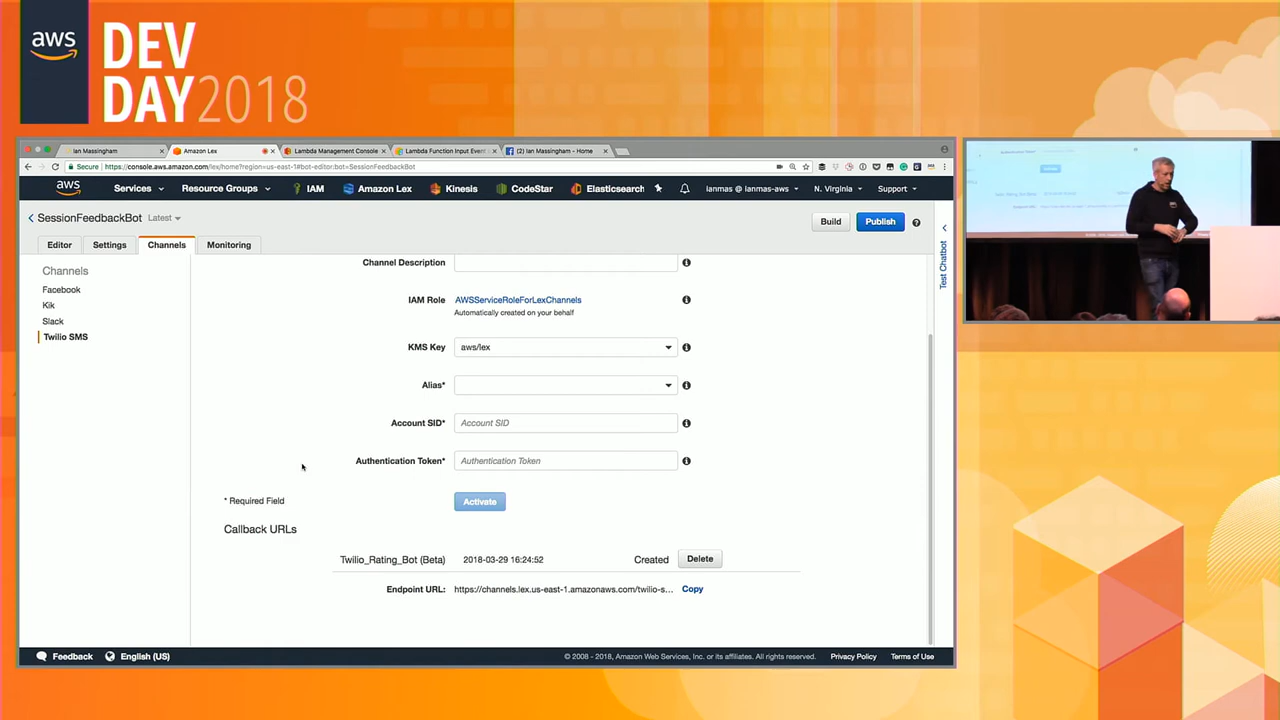 aws
DEV
DAY2018
Ian Massingham
Amazon Lex
Lambda Management Console
Lambda Function Input Event
(2) Ian Massingham - Home
Secure
https://console.aws.amazon.com/lex/home?region=us-east-1#bot-editor:bot=SessionFeedbackBot
aws
Services
Resource Groups
IAM
Amazon Lex
Kinesis
CodeStar
Elasticsearch
ianmas @ ianmas-aws
N. Virginia
Support
SessionFeedbackBot
Latest
Build
Publish
Editor
Settings
Channels
Monitoring
Test Chatbot
Channels
Facebook
Kik
Slack
Twilio SMS
Channel Description
IAM Role
AWSServiceRoleForLexChannels
Automatically created on your behalf
KMS Key
aws/lex
Alias*
Account SID*
Account SID
Authentication Token*
Authentication Token
* Required Field
Activate
Callback URLs
Twilio_Rating_Bot (Beta)
2018-03-29 16:24:52
Created
Delete
Endpoint URL:
https://channels.lex.us-east-1.amazonaws.com/twilio-s...
Copy
Feedback
English (US)
© 2008 - 2018, Amazon Web Services, Inc. or its affiliates. All rights reserved.
Privacy Policy
Terms of Use